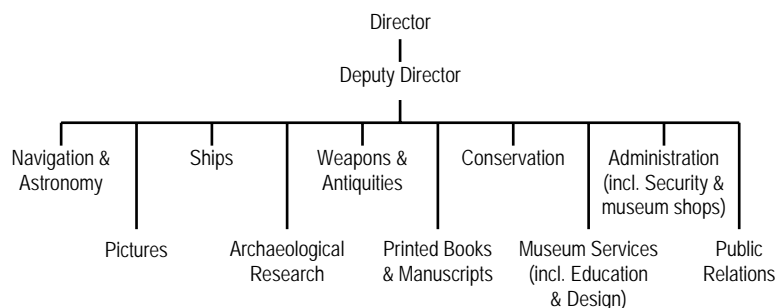 Director
Deputy Director
Navigation &
Astronomy
Ships
Weapons &
Antiquities
Conservation
Administration
(incl. Security &
museum shops)
Pictures
Archaeological
Research
Printed Books
& Manuscripts
Museum Services
(incl. Education
& Design)
Public
Relations